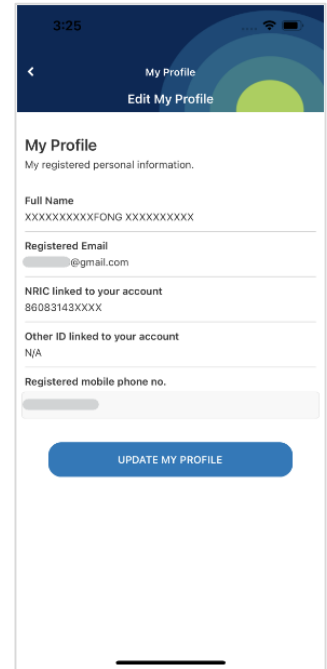 3:25
My Profile
Edit My Profile
My Profile
My registered personal information.
Full Name
XXXXXXXXXXFONG XXXXXXXXXX
Registered Email
@gmail.com
NRIC linked to your account
86083143XXXX
Other ID linked to your account
N/A
Registered mobile phone no.
UPDATE MY PROFILE